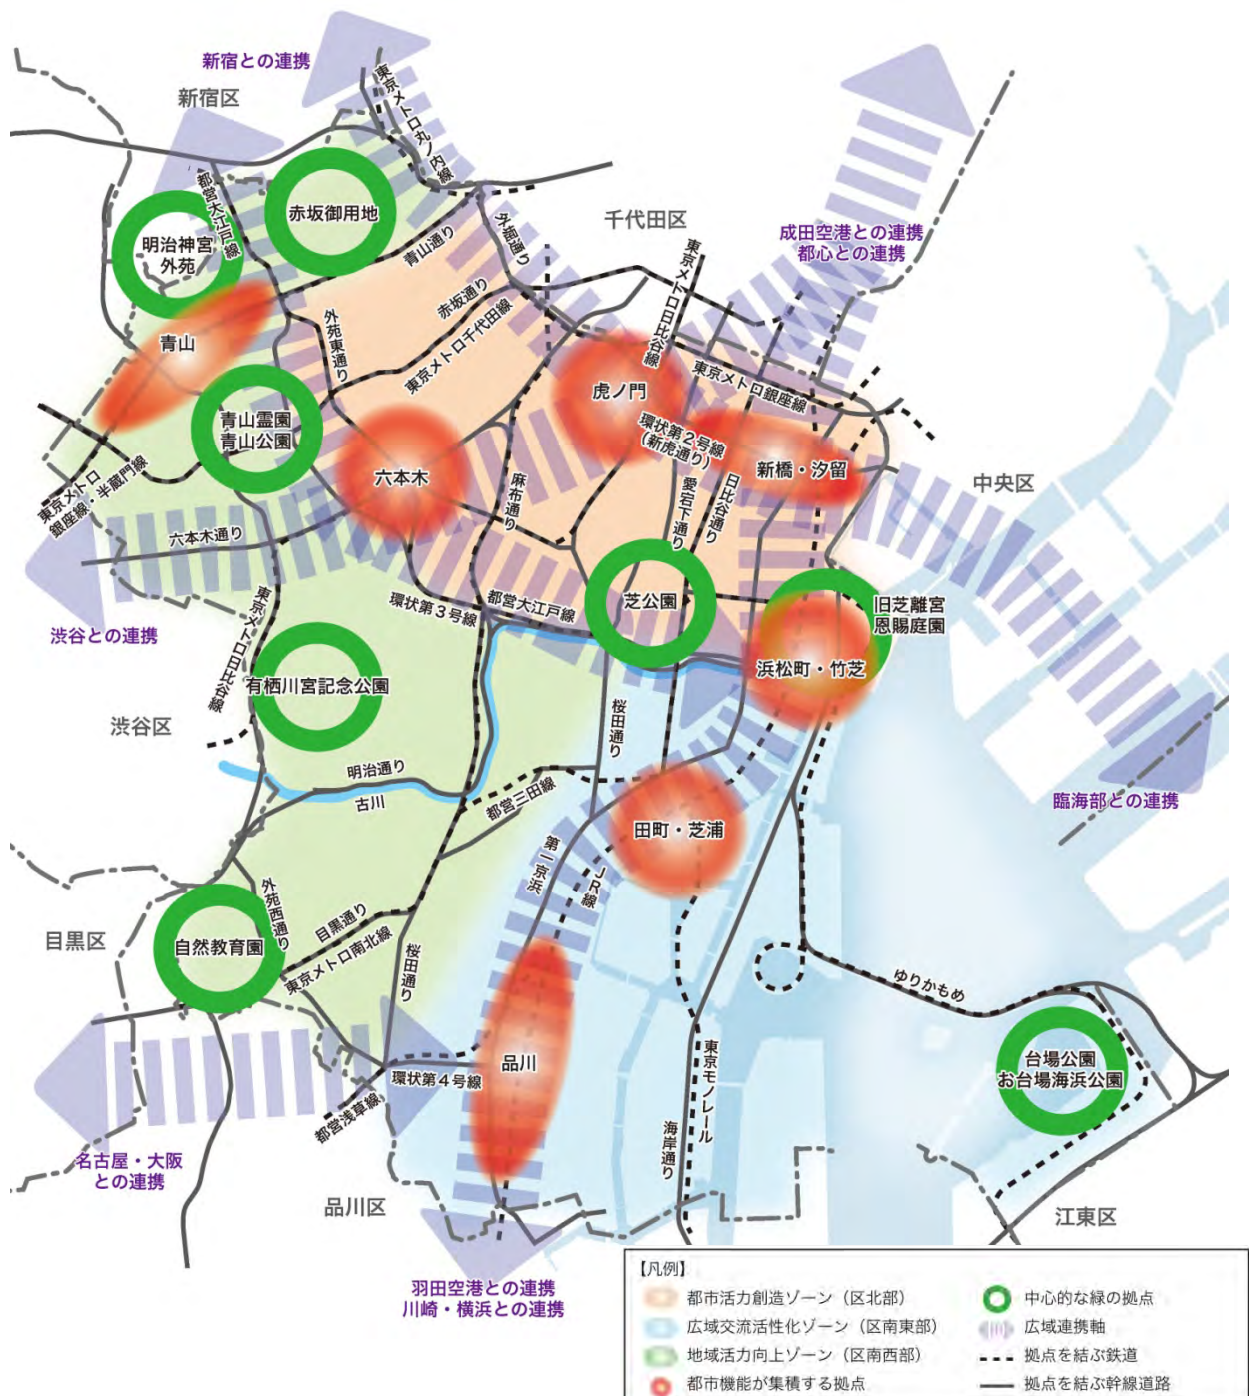 新宿との連携
新宿区
東京メトロ丸ノ内線
都営大江戸線
赤坂御用地
明治神宮
外苑
青山通り
外堀通り
千代田区
成田空港との連携
都心との連携
東京メトロ日比谷線
赤坂通り
東京メトロ千代田線
外苑東通り
青山
虎ノ門
東京メトロ銀座線
環状第2号線
(新虎通り)
新橋・汐留
青山霊園
青山公園
六本木
麻布通り
愛宕下通り
日比谷通り
中央区
東京メトロ
銀座線・半蔵門線
六本木通り
渋谷との連携
東京メトロ日比谷線
環状第3号線
都営大江戸線
芝公園
旧芝離宮
恩賜庭園
浜松町・竹芝
有栖川宮記念公園
渋谷区
桜田通り
明治通り
古川
都営三田線
田町・芝浦
臨海部との連携
第一京浜
JR線
目黒区
自然教育園
外苑西通り
目黒通り
東京メトロ南北線
桜田通り
ゆりかもめ
品川
環状第4号線
都営浅草線
東京モノレール
海岸通り
台場公園
お台場海浜公園
名古屋・大阪
との連携
品川区
江東区
羽田空港との連携
川崎・横浜との連携
【凡例】
都市活力創造ゾーン(区北部)
広域交流活性化ゾーン(区南東部)
地域活力向上ゾーン(区南西部)
都市機能が集積する拠点
中心的な緑の拠点
広域連携軸
拠点を結ぶ鉄道
拠点を結ぶ幹線道路